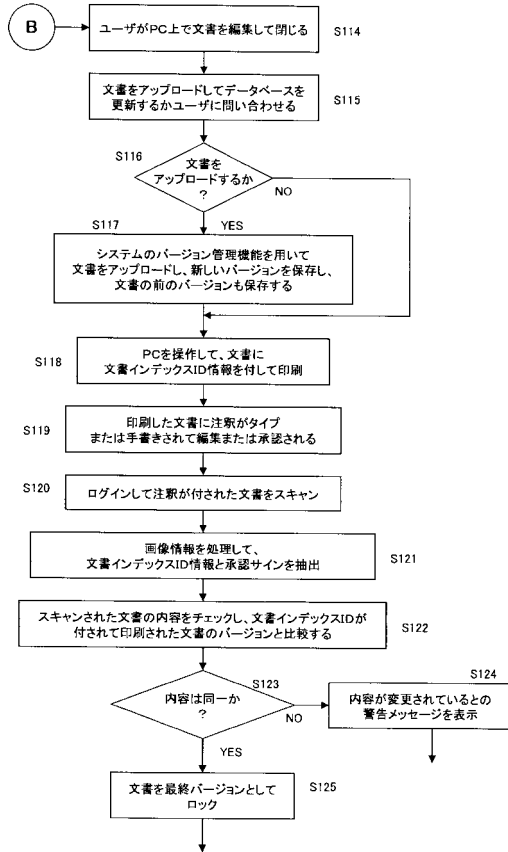 B
ユーザがPC上で文書を編集して閉じる
S114
文書をアップロードしてデータベースを
更新するかユーザに問い合わせる
S115
S116
文書を
アップロードするか
?
NO
YES
S117
システムのバージョン管理機能を用いて
文書をアップロードし、新しいバージョンを保存し、
文書の前のバージョンも保存する
S118
PCを操作して、文書に
文書インデックスID情報を付して印刷
S119
印刷した文書に注釈がタイプ
または手書きされて編集または承認される
S120
ログインして注釈が付された文書をスキャン
画像情報を処理して、
文書インデックスID情報と承認サインを抽出
S121
スキャンされた文書の内容をチェックし、文書インデックスIDが
付されて印刷された文書のバージョンと比較する
S122
S123
内容は同一か
?
NO
YES
S124
内容が変更されているとの
警告メッセージを表示
文書を最終バージョンとして
ロック
S125